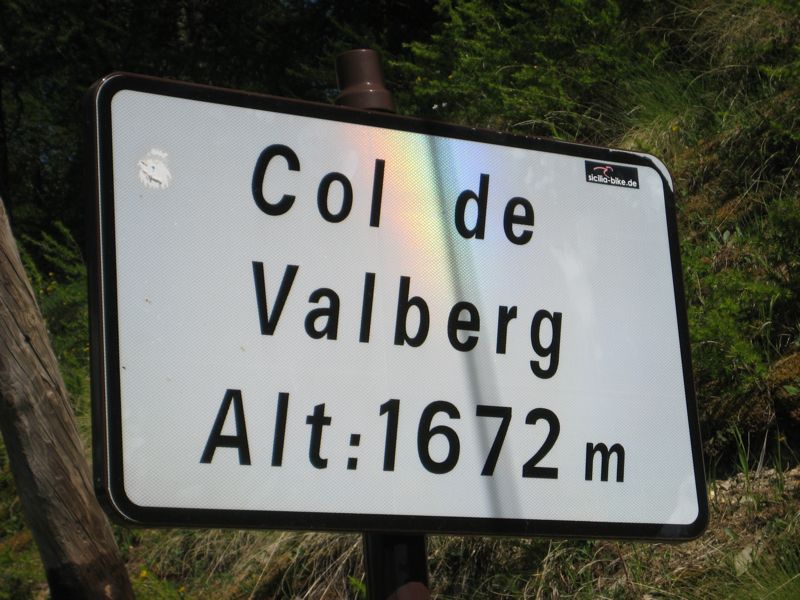 Col de
Valberg
Alt:1672 m
sicilia-bike.de